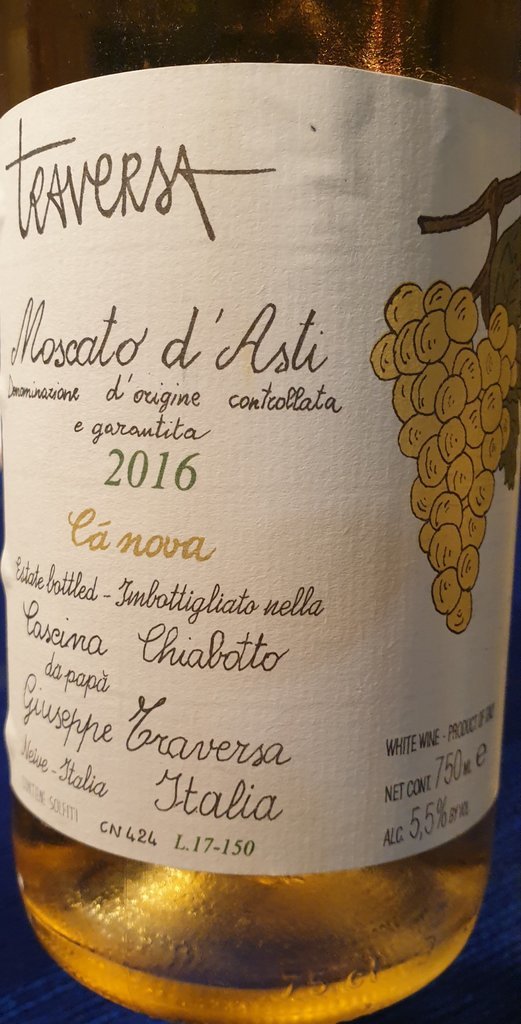 TRAVERSA
Moscato d'Asti
Denominazione d'origine controllata
e garantita
2016
Cá nova
Estate bottled - Imbottigliato nella
Cascina Chiabotto
da papà
Giuseppe Traversa
Neive - Italia Italia
CONTIENE SOLFITI
CN 424 L.17-150
WHITE WINE - PRODUCT OF
NET CONT. 750 ML e
ALC. 5,5% BY VOL
75 cl